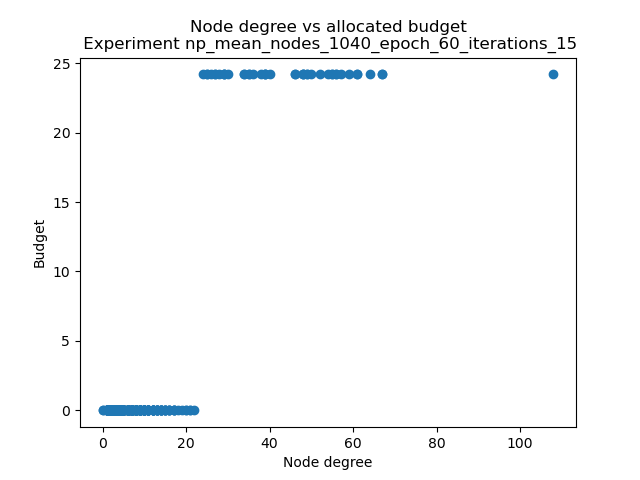 Node degree vs allocated budget
Experiment np_mean_nodes_1040_epoch_60_iterations_15
25
20
15
10
5
0
Budget
0 20 40 60 80 100
Node degree